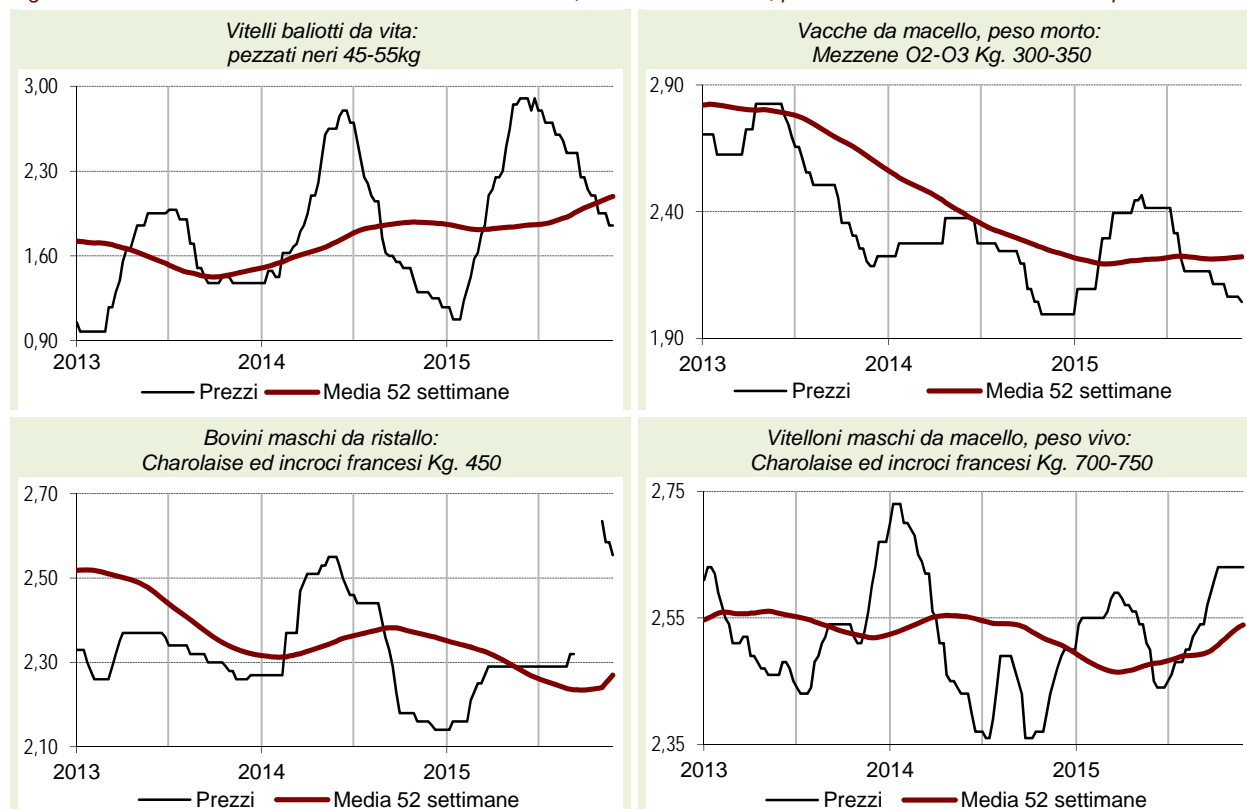 Vitelli baliotti da vita:
pezzati neri 45-55kg
3,00
2,30
1,60
0,90
2013 2014 2015
Prezzi Media 52 settimane
Vacche da macello, peso morto:
Mezzene O2-O3 Kg. 300-350
2,90
2,40
1,90
2013 2014 2015
Prezzi Media 52 settimane
Bovini maschi da ristallo:
Charolaise ed incroci francesi Kg. 450
2,70
2,50
2,30
2,10
2013 2014 2015
Prezzi Media 52 settimane
Vitelloni maschi da macello, peso vivo:
Charolaise ed incroci francesi Kg. 700-750
2,75
2,55
2,35
2013 2014 2015
Prezzi Media 52 settimane